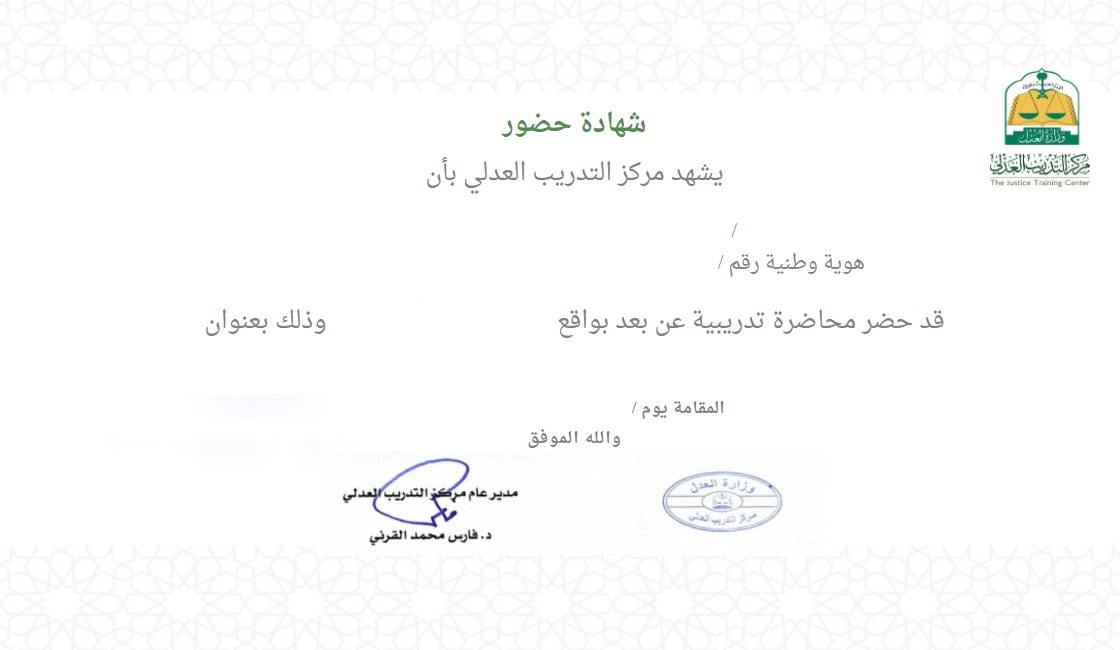 وزارة العدل
مركز التدريب العدلي
The Justice Training Center
شهادة حضور
يشهد مركز التدريب العدلي بأن
/
هوية وطنية رقم /
قد حضر محاضرة تدريبية عن بعد بواقع وذلك بعنوان
المقامة يوم /
والله الموفق
وزارة العدل
مركز التدريب العدلي
مدير عام مركز التدريب العدلي
د. فارس محمد القرني